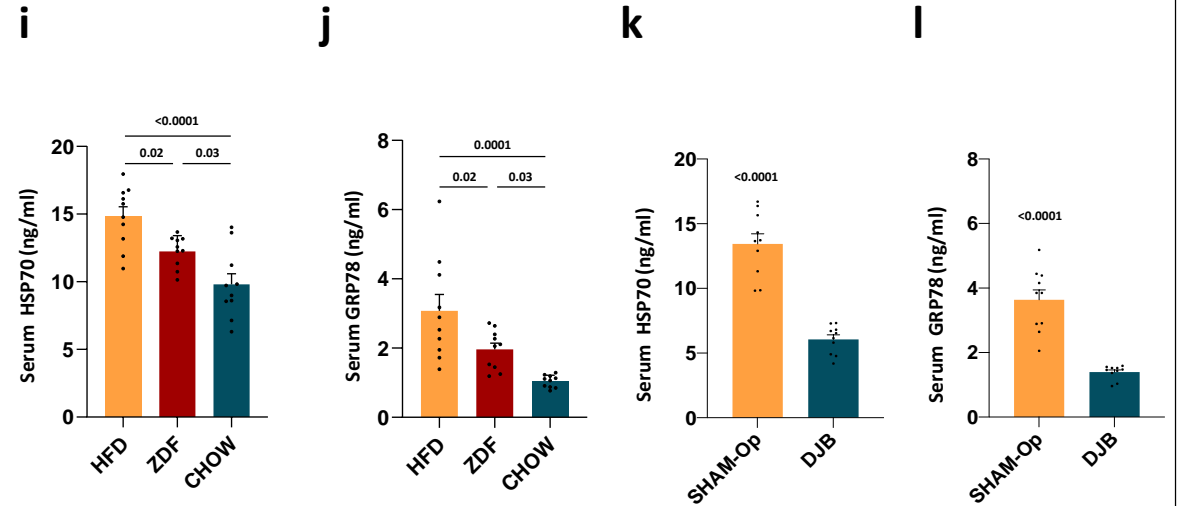 i
Serum HSP70 (ng/ml)
20
15
10
5
0
<0.0001
0.02
0.03
HFD
ZDF
CHOW
j
Serum GRP78 (ng/ml)
8
6
4
2
0
0.0001
0.02
0.03
HFD
ZDF
CHOW
k
Serum HSP70 (ng/ml)
20
15
10
5
0
<0.0001
SHAM-Op
DJB
l
Serum GRP78 (ng/ml)
8
6
4
2
0
<0.0001
SHAM-Op
DJB